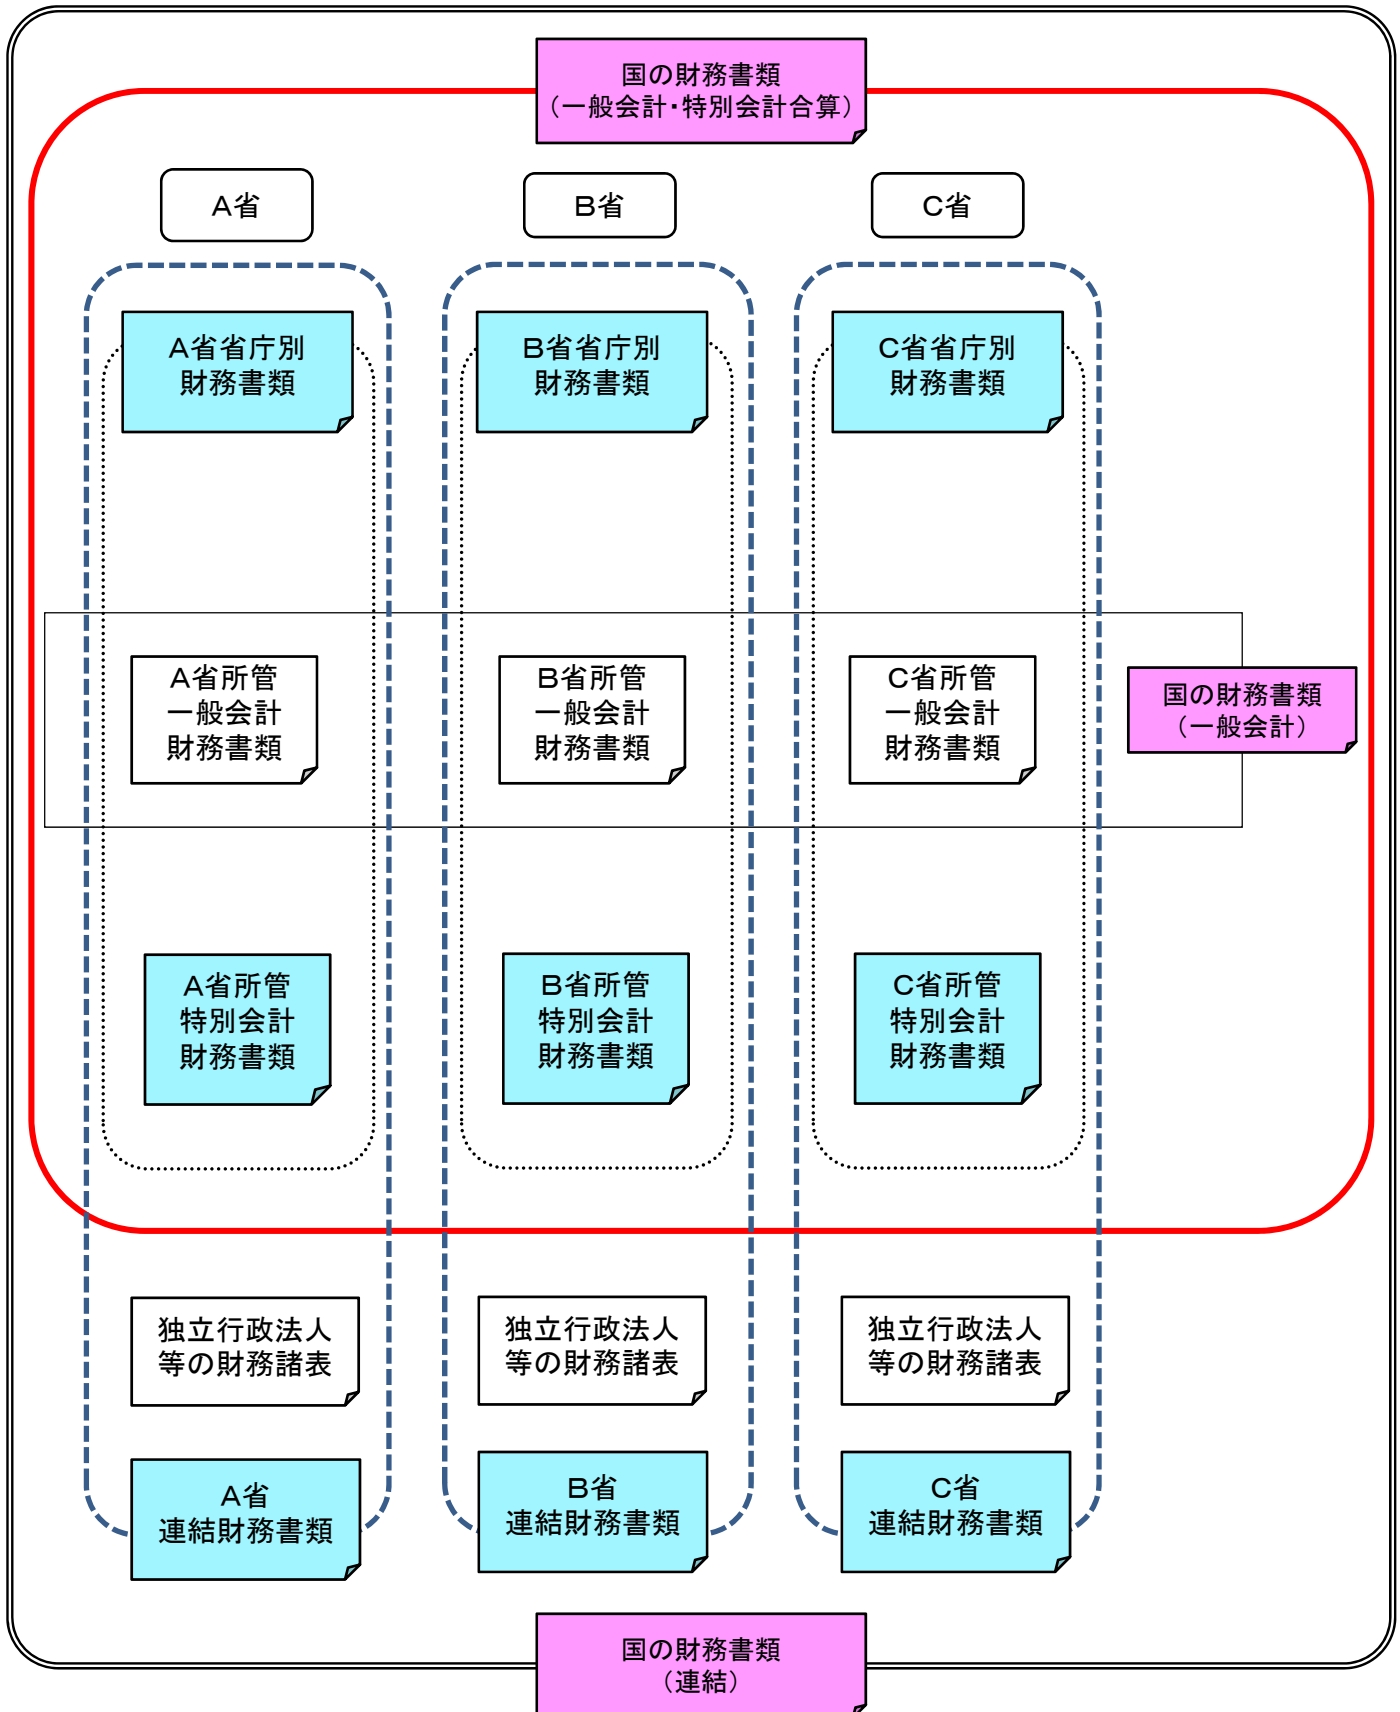 国の財務書類
（一般会計・特別会計合算）
A省
B省
C省
A省省庁別
財務書類
B省省庁別
財務書類
C省省庁別
財務書類
A省所管
一般会計
財務書類
B省所管
一般会計
財務書類
C省所管
一般会計
財務書類
国の財務書類
（一般会計）
A省所管
特別会計
財務書類
B省所管
特別会計
財務書類
C省所管
特別会計
財務書類
独立行政法人
等の財務諸表
独立行政法人
等の財務諸表
独立行政法人
等の財務諸表
A省
連結財務書類
B省
連結財務書類
C省
連結財務書類
国の財務書類
（連結）